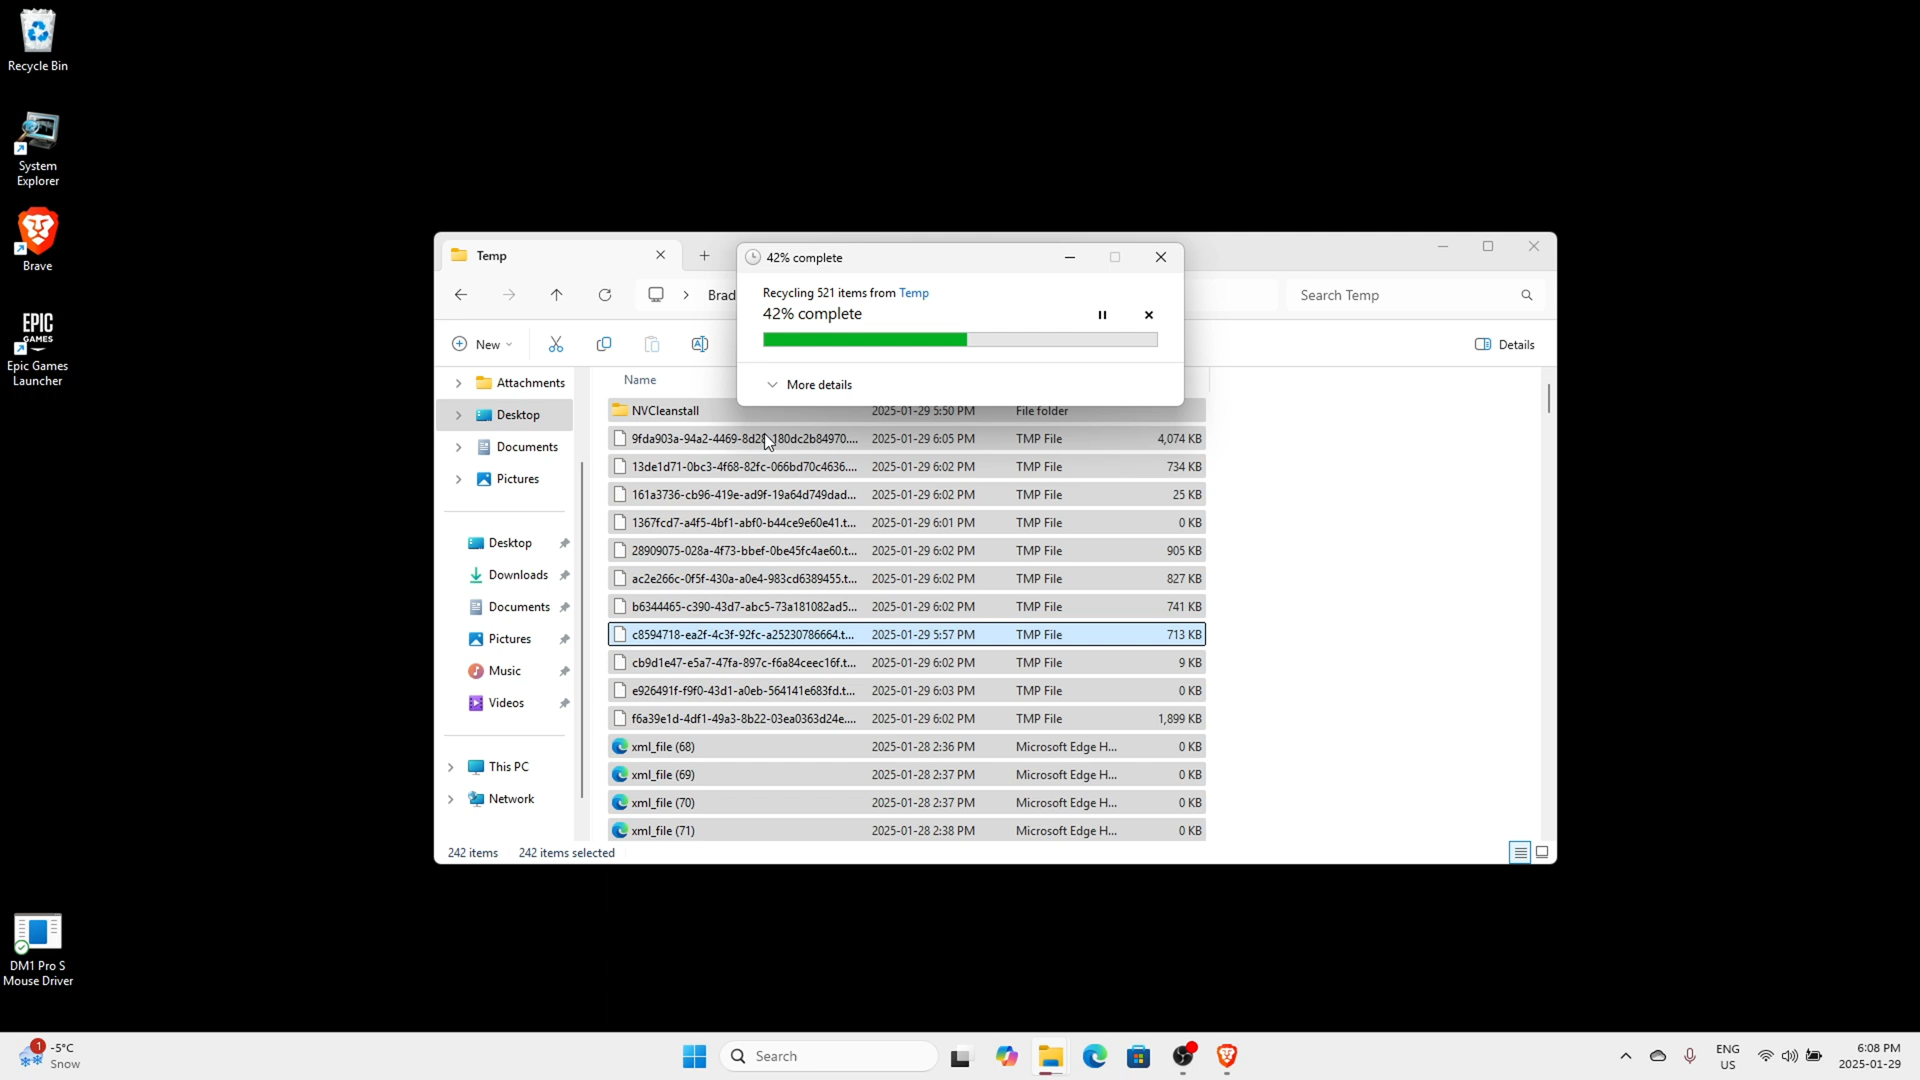 Recycle Bin
System
Explorer
Brave
EPIC
GAMES
Epic Games
Launcher
DM1 Pro S
Mouse Driver
Temp
Brad
Search Temp
New
Details
42% complete
Recycling 521 items from Temp
42% complete
More details
Attachments
Desktop
Documents
Pictures
Desktop
Downloads
Documents
Pictures
Music
Videos
This PC
Network
Name
NVCleanstall 2025-01-29 5:50 PM File folder
2025-01-29 6:05 PM TMP File 4,074 KB
13de1d71-0bc3-4f68-82fc-066bd70c4636.... 2025-01-29 6:02 PM TMP File 734 KB
161a3736-cb96-419e-ad9f-19a64d749dad... 2025-01-29 6:02 PM TMP File 25 KB
1367fcd7-a4f5-4bf1-abf0-b44ce9e60e41.t... 2025-01-29 6:01 PM TMP File 0 KB
28909075-028a-4f73-bbef-0be45fc4ae60.t... 2025-01-29 6:02 PM TMP File 905 KB
ac2e266c-0f5f-430a-a0e4-983cd6389455.t... 2025-01-29 6:02 PM TMP File 827 KB
b6344465-c390-43d7-abc5-73a181082ad5... 2025-01-29 6:02 PM TMP File 741 KB
c8594718-ea2f-4c3f-92fc-a25230786664.t... 2025-01-29 5:57 PM TMP File 713 KB
cb9d1e47-e5a7-47fa-897c-f6a84ceec16f.t... 2025-01-29 6:02 PM TMP File 9 KB
e926491f-f9f0-43d1-a0eb-564141e683fd.t... 2025-01-29 6:03 PM TMP File 0 KB
f6a39e1d-4df1-49a3-8b22-03ea0363d24e.... 2025-01-29 6:02 PM TMP File 1,899 KB
xml_file (68) 2025-01-28 2:36 PM Microsoft Edge H... 0 KB
xml_file (69) 2025-01-28 2:37 PM Microsoft Edge H... 0 KB
xml_file (70) 2025-01-28 2:37 PM Microsoft Edge H... 0 KB
xml_file (71) 2025-01-28 2:38 PM Microsoft Edge H... 0 KB
242 items 242 items selected
1
-5°C
Snow
Search
ENG
US
6:08 PM
2025-01-29